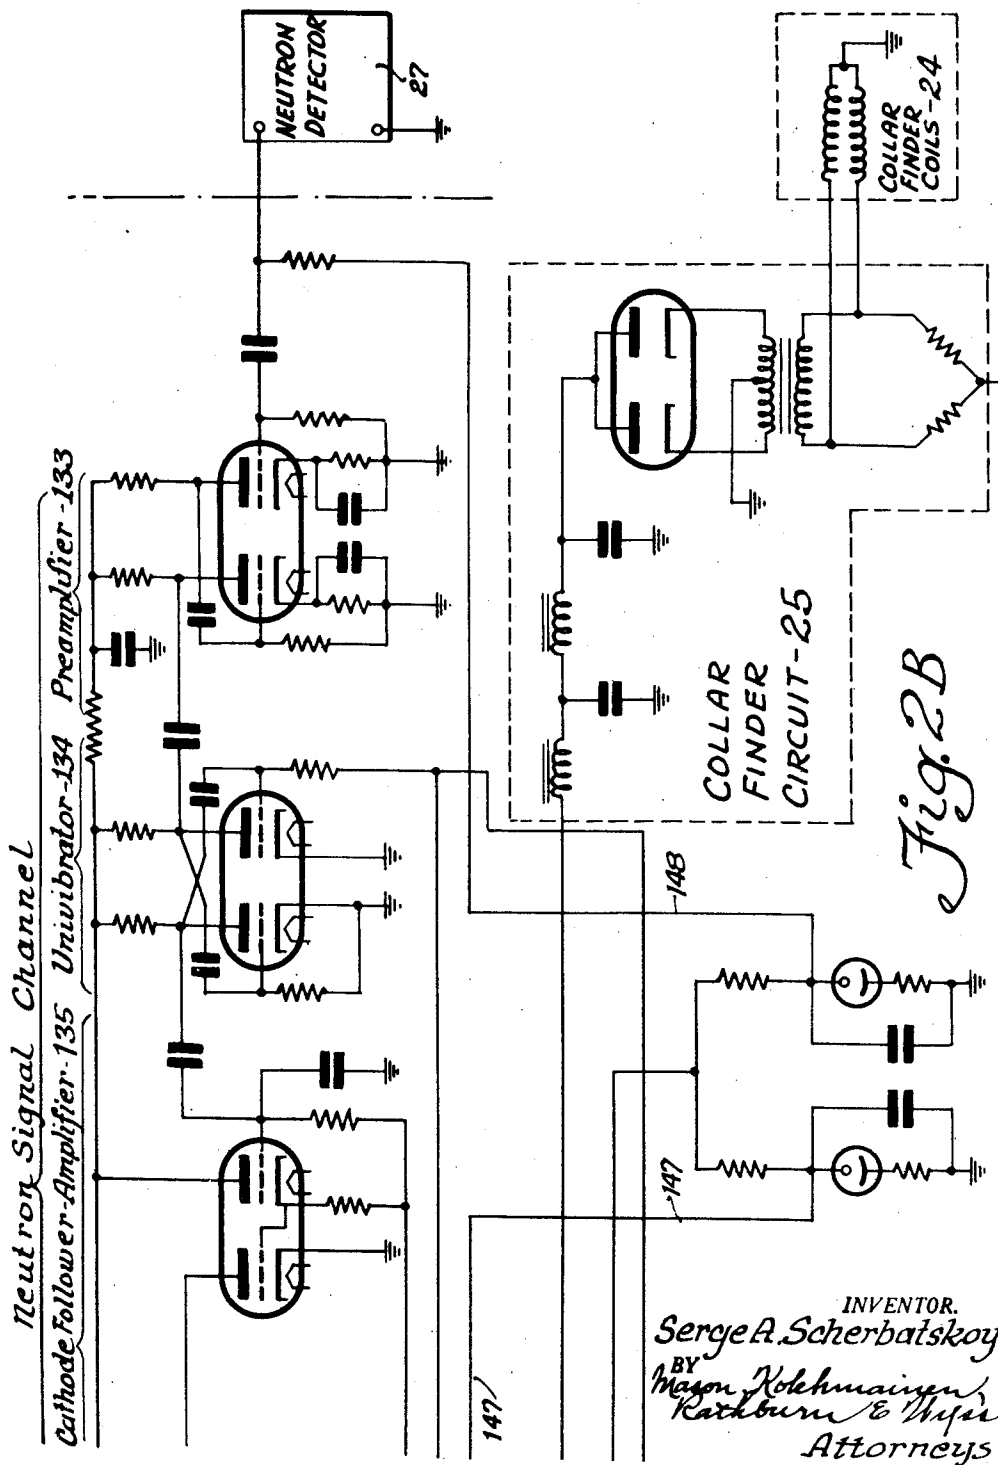 Neutron Signal Channel
Cathode Follower-Amplifier-135 Univibrator-134 Preamplifier-133
NEUTRON
DETECTOR
27
COLLAR
FINDER
COILS-24
COLLAR
FINDER
CIRCUIT-25
148
147
147
Fig. 2B
INVENTOR.
Serge A. Scherbatskoy
BY
Mason, Kolehmainen,
Rathburn & Wyss
Attorneys